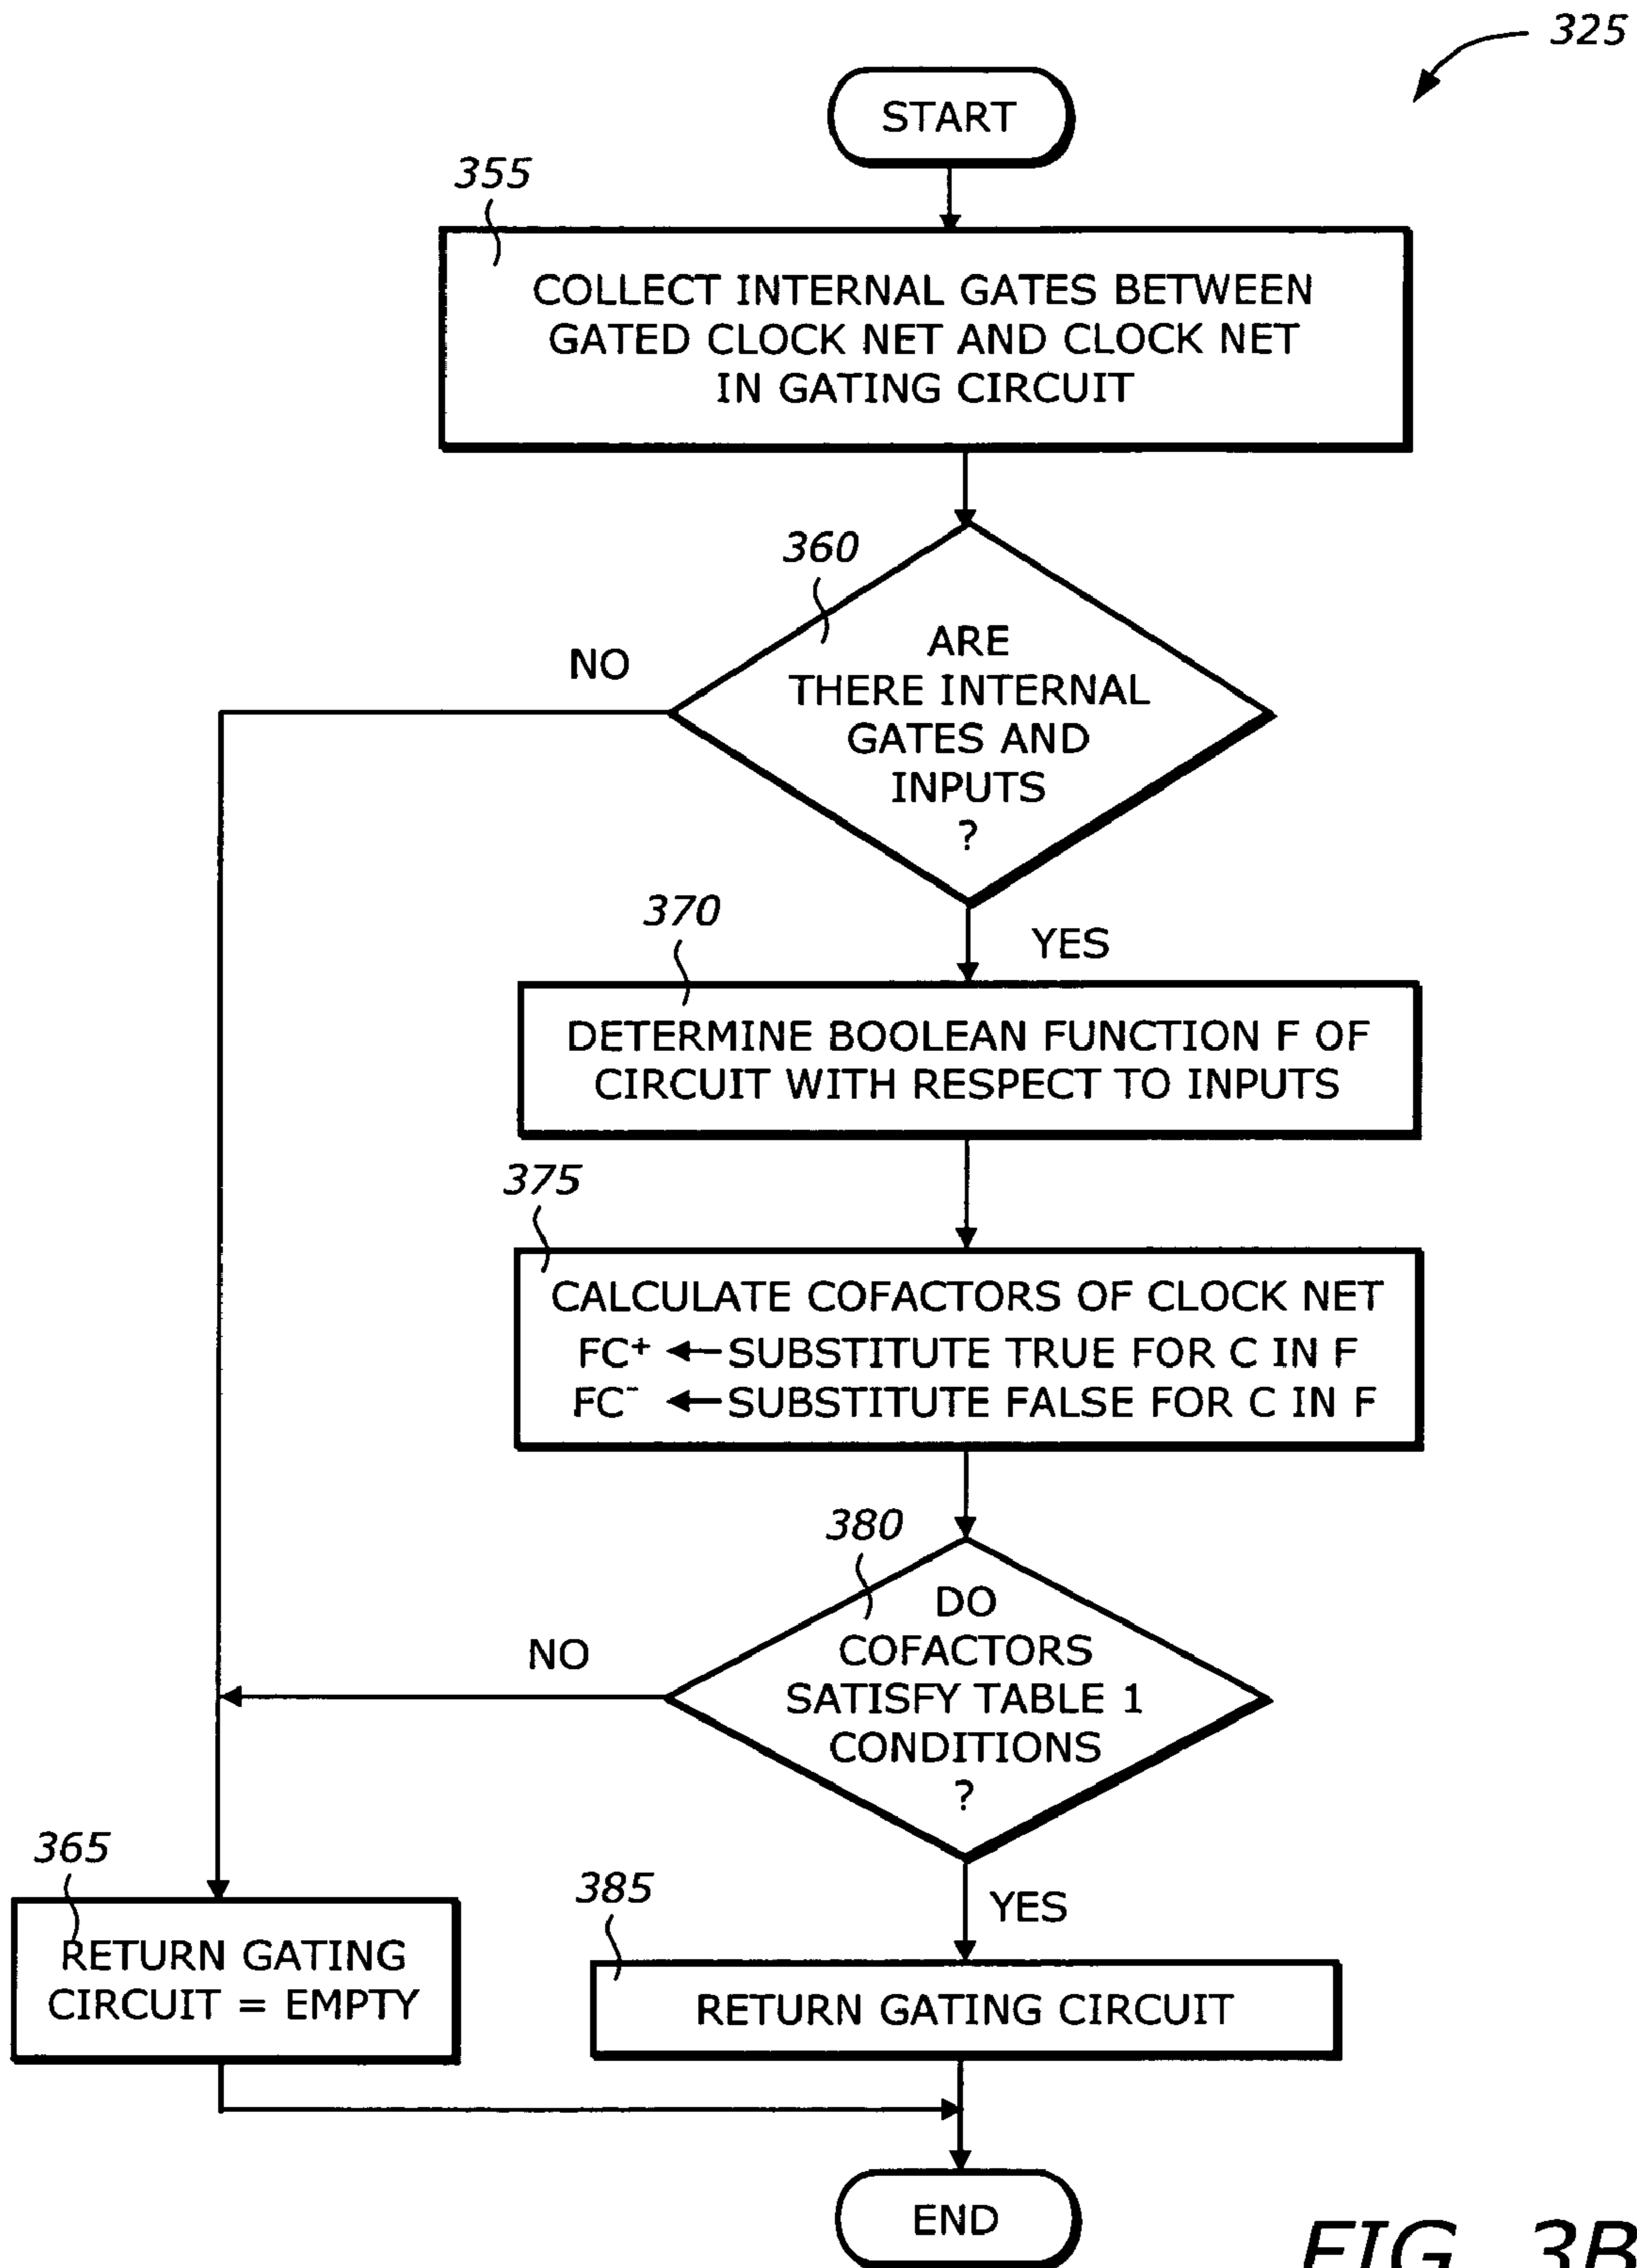 325
START
355
COLLECT INTERNAL GATES BETWEEN
GATED CLOCK NET AND CLOCK NET
IN GATING CIRCUIT
360
ARE
THERE INTERNAL
GATES AND
INPUTS
?
NO
YES
370
DETERMINE BOOLEAN FUNCTION F OF
CIRCUIT WITH RESPECT TO INPUTS
375
CALCULATE COFACTORS OF CLOCK NET
FC⁺ ← SUBSTITUTE TRUE FOR C IN F
FC⁻ ← SUBSTITUTE FALSE FOR C IN F
380
DO
COFACTORS
SATISFY TABLE 1
CONDITIONS
?
NO
YES
365
RETURN GATING
CIRCUIT = EMPTY
385
RETURN GATING CIRCUIT
END
FIG. 3B